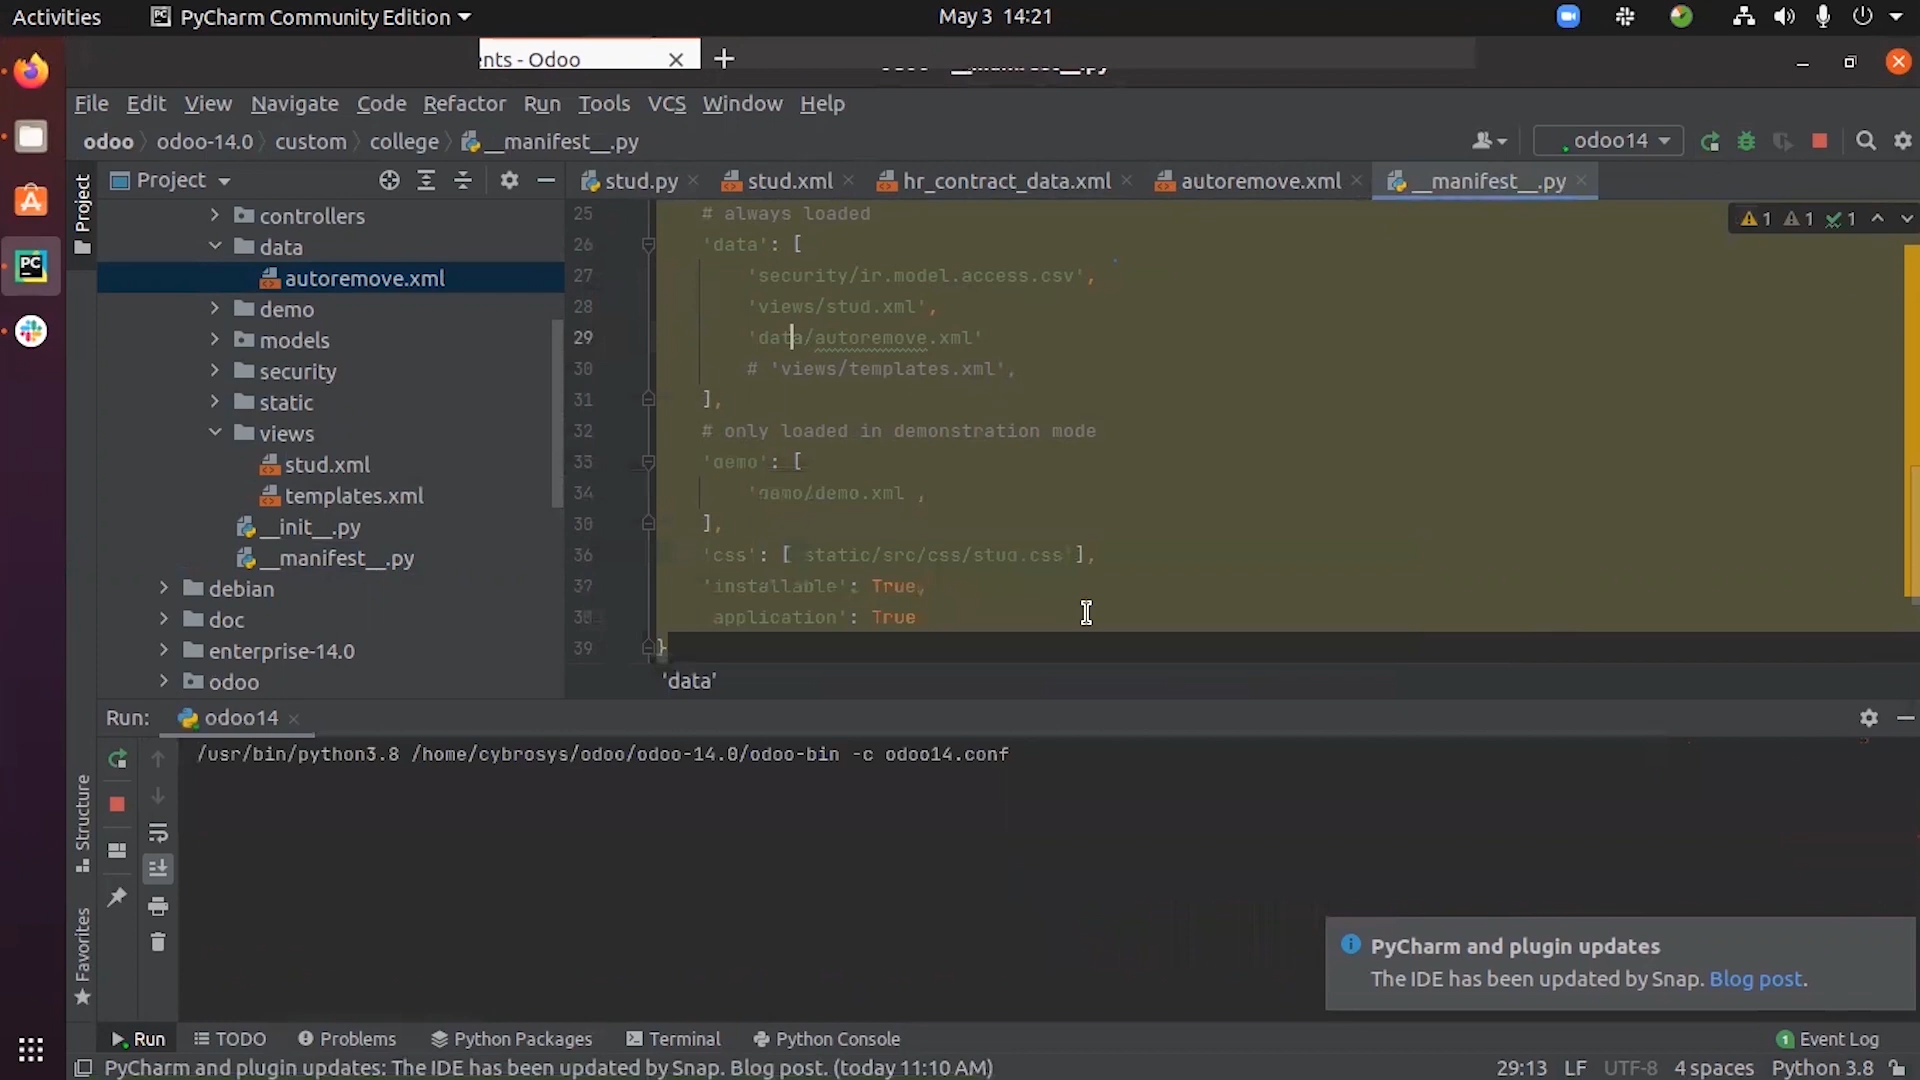 Activities PyCharm Community Edition May 3 14:21
nts - Odoo
File Edit View Navigate Code Refactor Run Tools VCS Window Help
odoo odoo-14.0 custom college __manifest__.py odoo14
Project stud.py stud.xml hr_contract_data.xml autoremove.xml __manifest__.py
Project
controllers
data
autoremove.xml
demo
models
security
static
views
stud.xml
templates.xml
__init__.py
__manifest__.py
debian
doc
enterprise-14.0
odoo
1 1 1
25 # always loaded
26 'data': [
27 'security/ir.model.access.csv',
28 'views/stud.xml',
29 'data/autoremove.xml'
30 # 'views/templates.xml',
31 ],
32 # only loaded in demonstration mode
'demo': [
34 demo/demo.xml ,
],
36 'css': [ static/src/css/stud.css'],
37 'installable': True,
application': True
39 }
'data'
Run: odoo14
/usr/bin/python3.8 /home/cybrosys/odoo/odoo-14.0/odoo-bin -c odoo14.conf
Structure
Favorites
PyCharm and plugin updates
The IDE has been updated by Snap. Blog post.
Run TODO Problems Python Packages Terminal Python Console 1 Event Log
PyCharm and plugin updates: The IDE has been updated by Snap. Blog post. (today 11:10 AM) 29:13 LF UTF-8 4 spaces Python 3.8